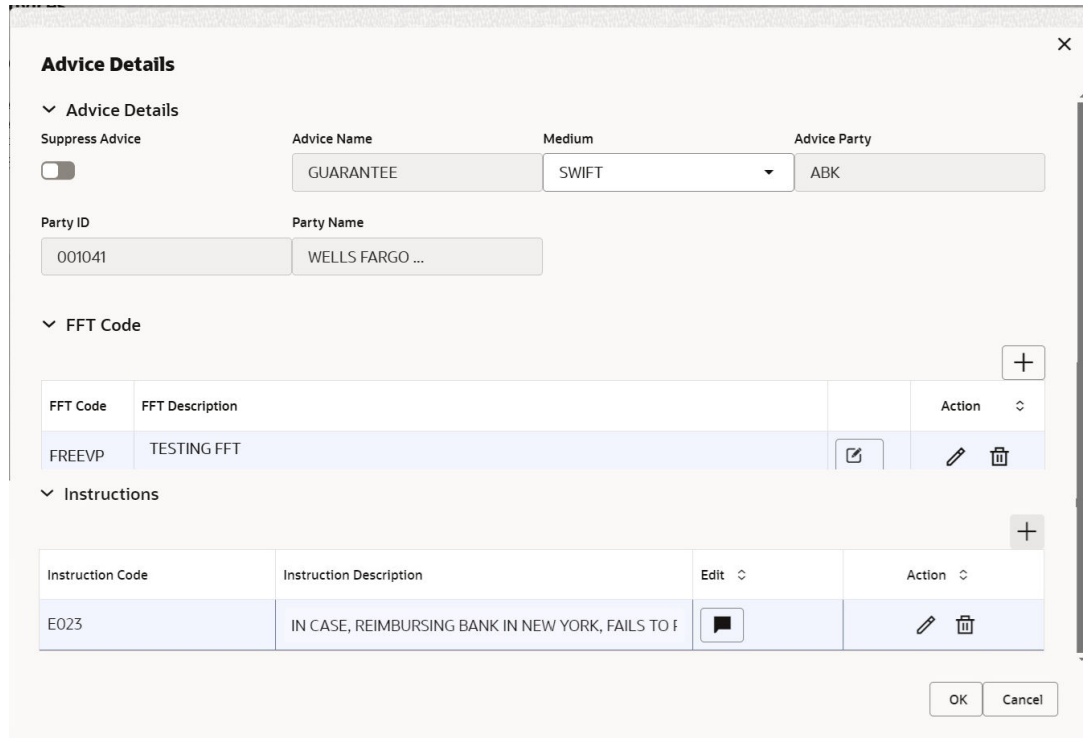 Advice Details
Advice Details
Suppress Advice
Advice Name
Medium
Advice Party
GUARANTEE
SWIFT
ABK
Party ID
Party Name
001041
WELLS FARGO ...
FFT Code
FFT Code
FFT Description
Action
FREEVP
TESTING FFT
Instructions
Instruction Code
Instruction Description
Edit
Action
E023
IN CASE, REIMBURSING BANK IN NEW YORK, FAILS TO
OK
Cancel